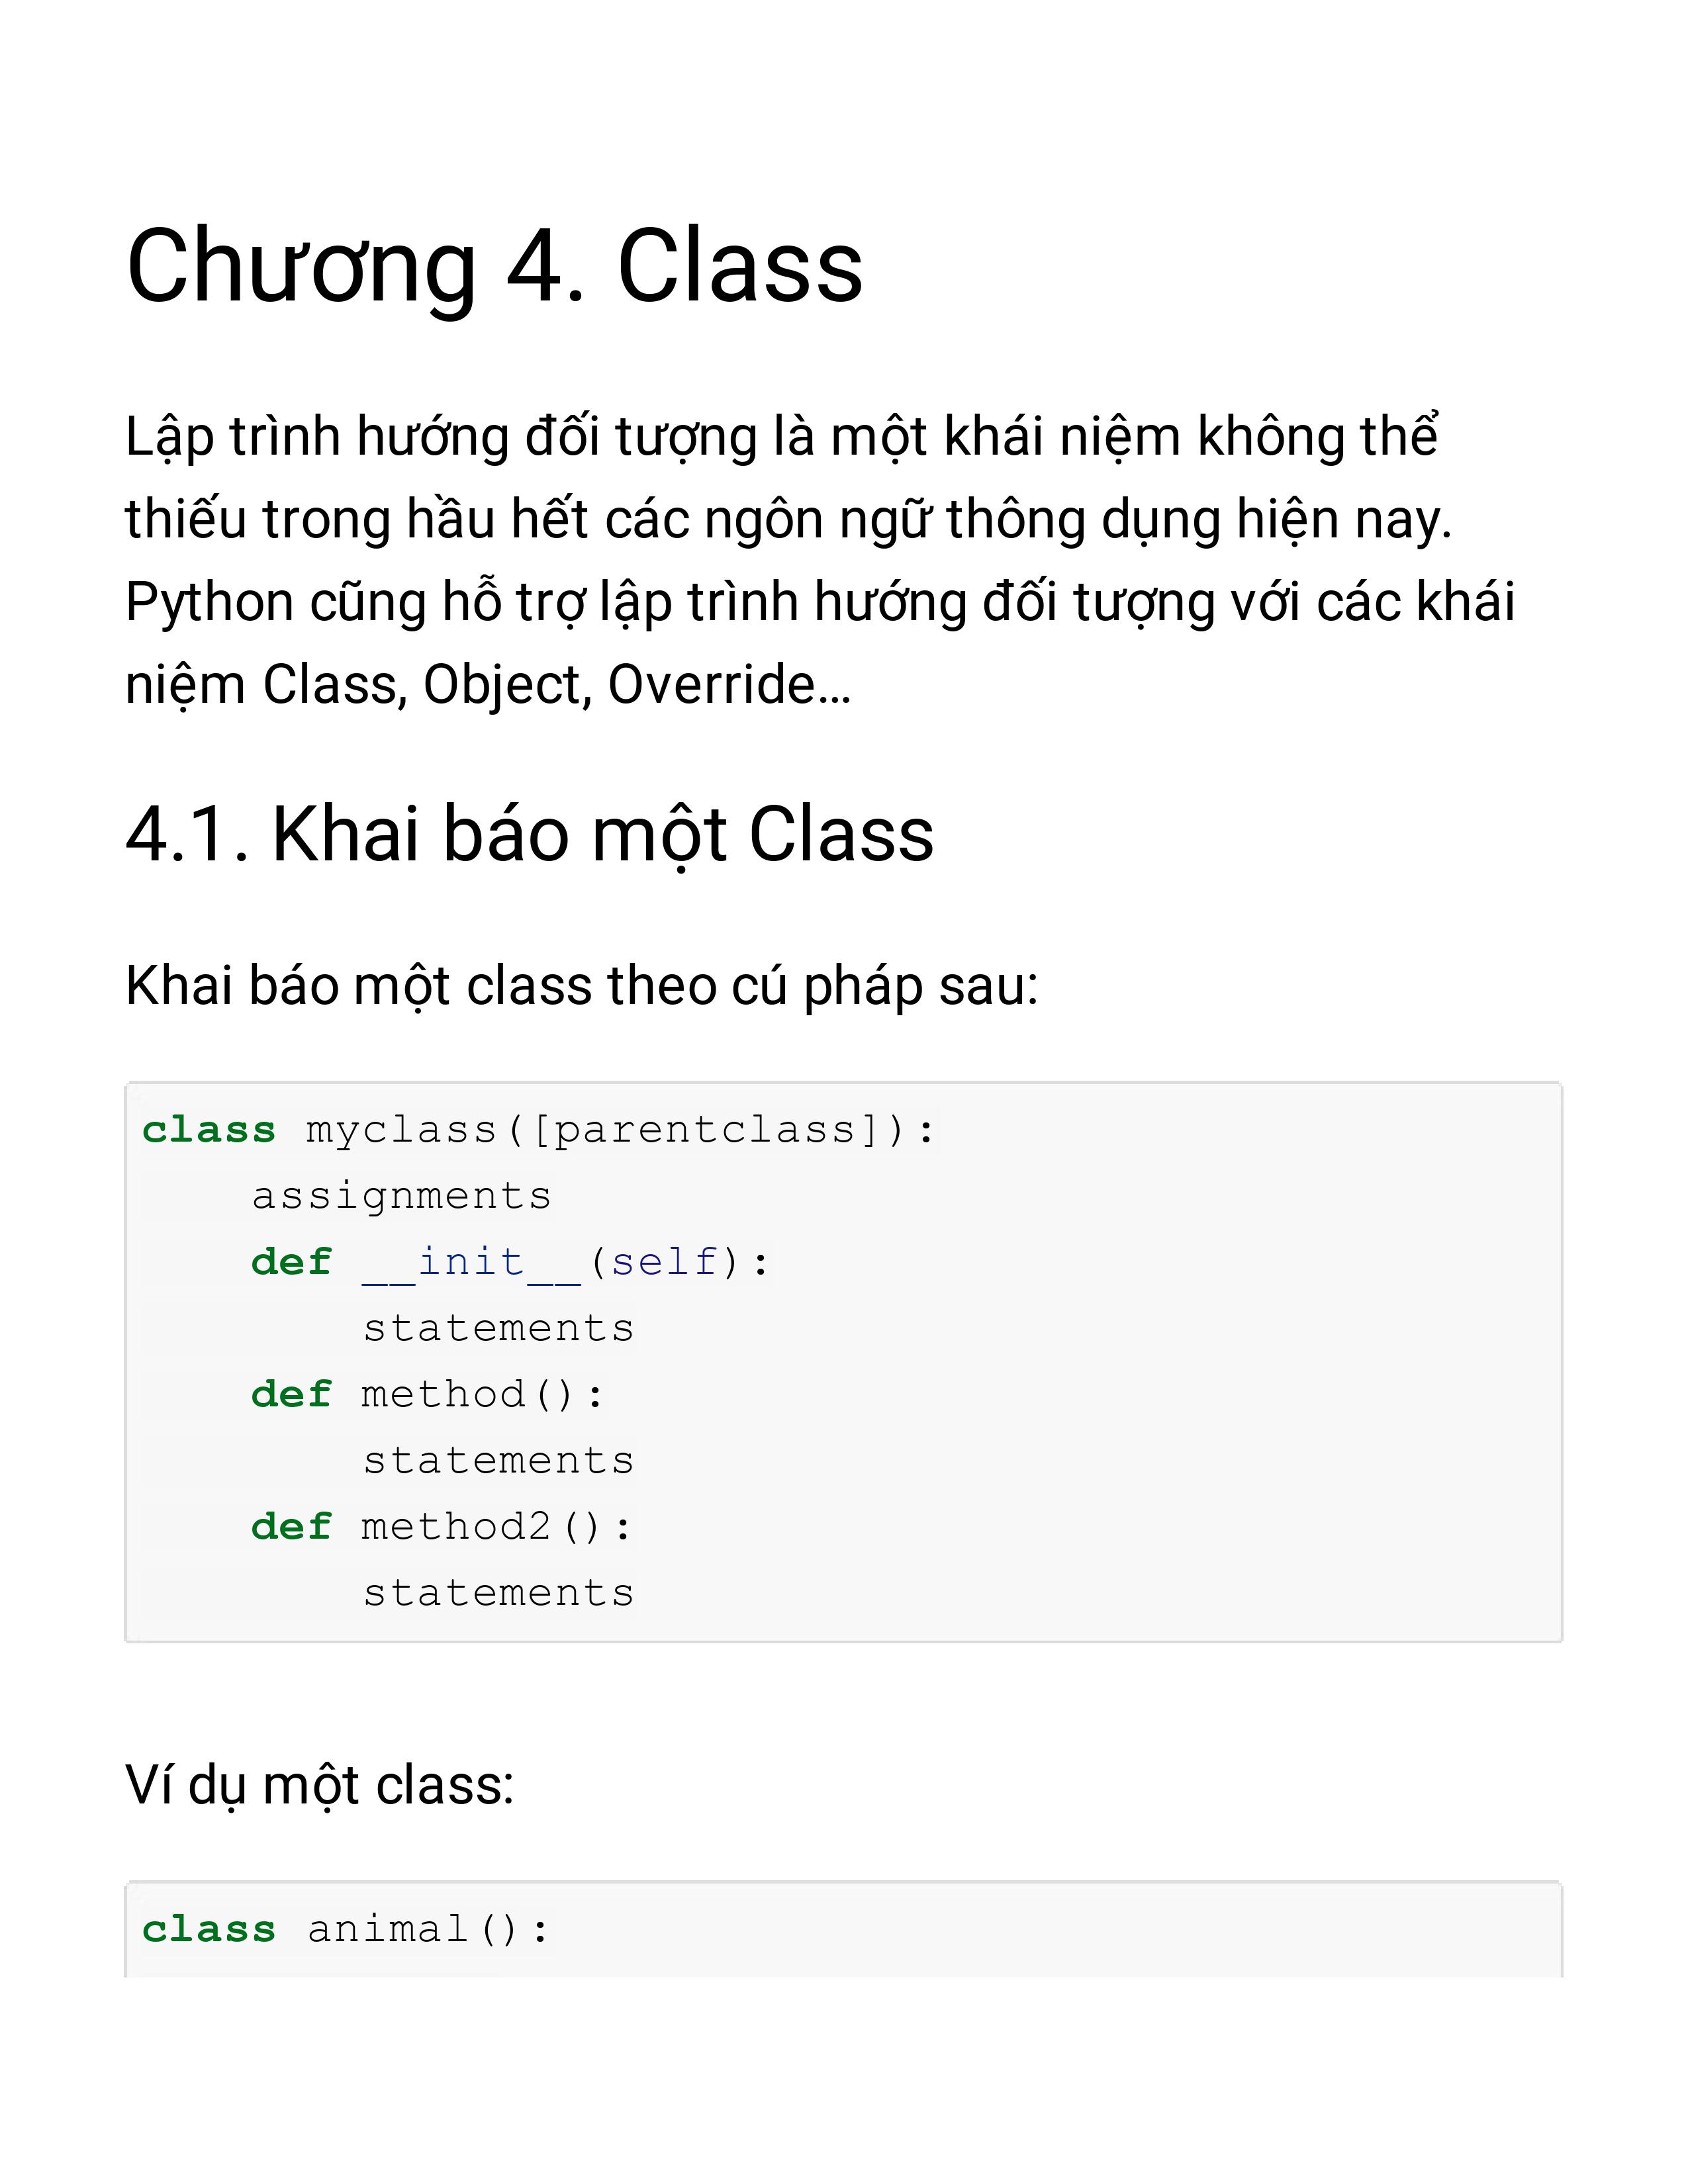 Chương 4. Class
Lập trình hướng đối tượng là một khái niệm không thể
thiếu trong hầu hết các ngôn ngữ thông dụng hiện nay.
Python cũng hỗ trợ lập trình hướng đối tượng với các khái
niệm Class, Object, Override…
4.1. Khai báo một Class
Khai báo một class theo cú pháp sau:
class myclass([parentclass]):
    assignments
    def __init__(self):
        statements
    def method():
        statements
    def method2():
        statements
Ví dụ một class:
class animal():